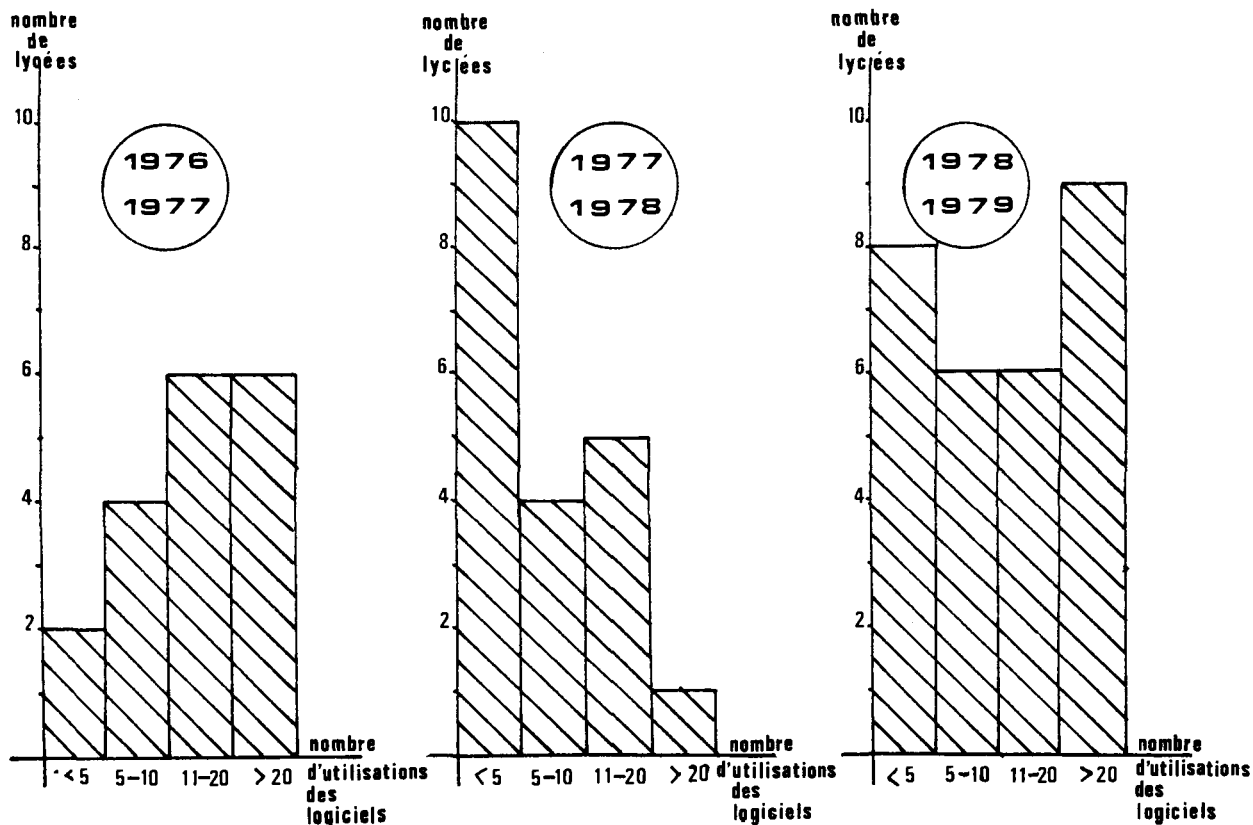 nombre
de
lycées
10
8
6
4
2
1976
1977
< 5 5-10 11-20 > 20
nombre
d'utilisations
des
logiciels
nombre
de
lycées
10
8
6
4
2
1977
1978
< 5 5-10 11-20 > 20
nombre
d'utilisations
des
logiciels
nombre
de
lycées
10
8
6
4
2
1978
1979
< 5 5-10 11-20 > 20
nombre
d'utilisations
des
logiciels